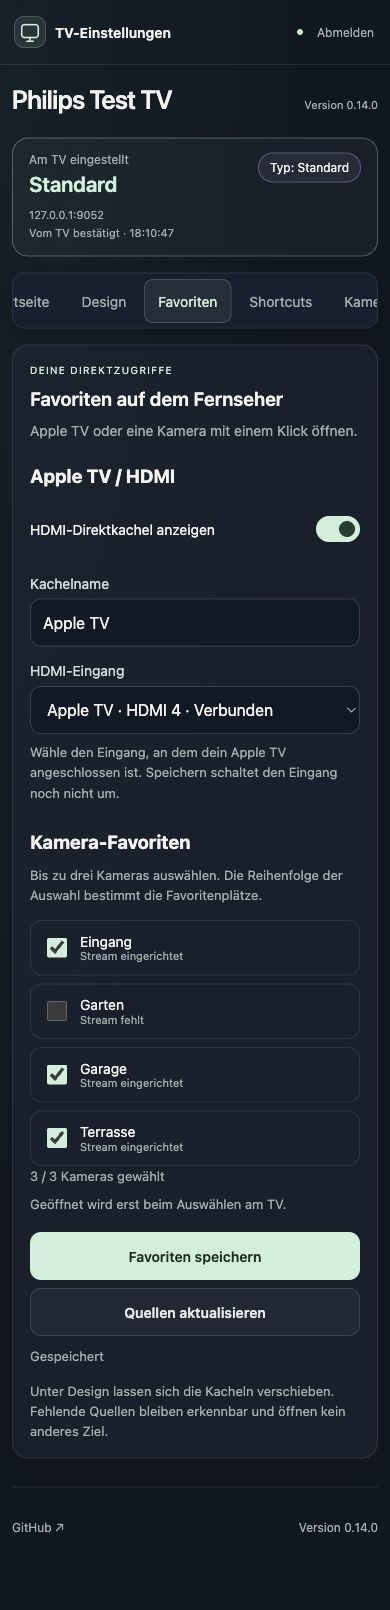 TV-Einstellungen
Abmelden
Philips Test TV
Version 0.14.0
Am TV eingestellt
Standard
Typ: Standard
127.0.0.1:9052
Vom TV bestätigt · 18:10:47
tseite
Design
Favoriten
Shortcuts
Kame
DEINE DIREKTZUGRIFFE
Favoriten auf dem Fernseher
Apple TV oder eine Kamera mit einem Klick öffnen.
Apple TV / HDMI
HDMI-Direktkachel anzeigen
Kachelname
Apple TV
HDMI-Eingang
Apple TV · HDMI 4 · Verbunden
Wähle den Eingang, an dem dein Apple TV
angeschlossen ist. Speichern schaltet den Eingang
noch nicht um.
Kamera-Favoriten
Bis zu drei Kameras auswählen. Die Reihenfolge der
Auswahl bestimmt die Favoritenplätze.
Eingang
Stream eingerichtet
Garten
Stream fehlt
Garage
Stream eingerichtet
Terrasse
Stream eingerichtet
3 / 3 Kameras gewählt
Geöffnet wird erst beim Auswählen am TV.
Favoriten speichern
Quellen aktualisieren
Gespeichert
Unter Design lassen sich die Kacheln verschieben.
Fehlende Quellen bleiben erkennbar und öffnen kein
anderes Ziel.
GitHub ↗
Version 0.14.0